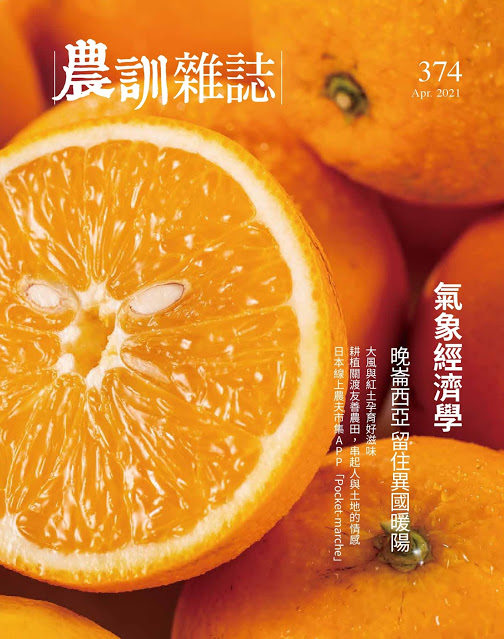 農訓雜誌
374
Apr. 2021
氣象經濟學
晚崙西亞 留住異國暖陽
大風與紅土孕育好滋味
耕植關渡友善農田，串起人與土地的情感
日本線上農夫市集APP「Pocket-marche」